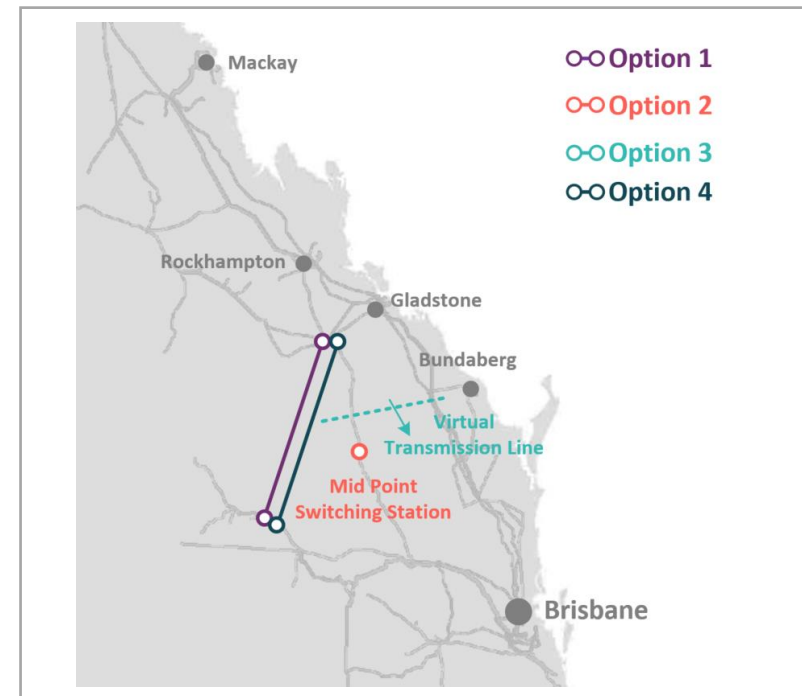 Mackay
Option 1
Option 2
Option 3
Option 4
Rockhampton
Gladstone
Bundaberg
Virtual
Transmission Line
Mid Point
Switching Station
Brisbane